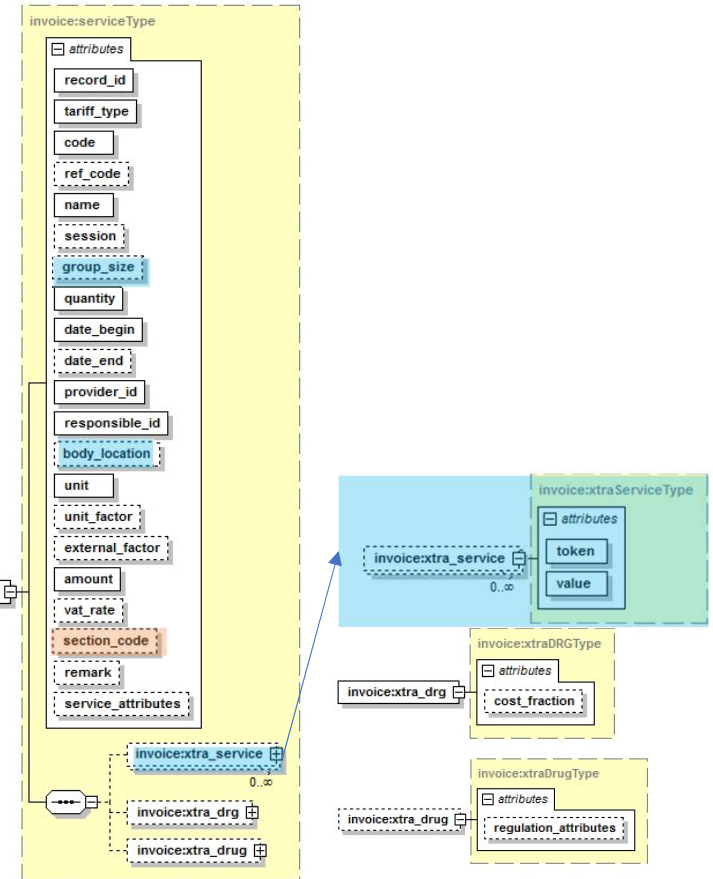 invoice:serviceType
attributes
record_id
tariff_type
code
ref_code
name
session
group_size
quantity
date_begin
date_end
provider_id
responsible_id
body_location
unit
unit_factor
external_factor
amount
vat_rate
section_code
remark
service_attributes
invoice:xtra_service
0..∞
invoice:xtra_drg
invoice:xtra_drug
invoice:xtraServiceType
attributes
invoice:xtra_service
token
value
0..∞
invoice:xtraDRGType
attributes
invoice:xtra_drg
cost_fraction
invoice:xtraDrugType
attributes
invoice:xtra_drug
regulation_attributes